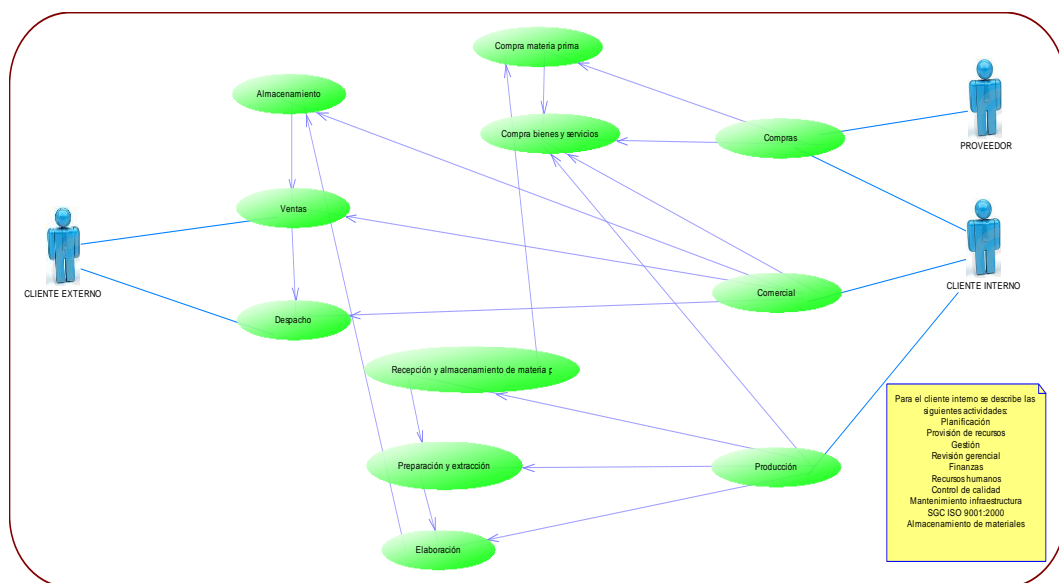 Compra materia prima
Almacenamiento
Compra bienes y servicios
Compras
PROVEEDOR
Ventas
CLIENTE EXTERNO
CLIENTE INTERNO
Comercial
Despacho
Recepción y almacenamiento de materia p
Preparación y extracción
Producción
Elaboración
Para el cliente interno se describe las
siguientes actividades:
Planificación
Provisión de recursos
Gestión
Revisión gerencial
Finanzas
Recursos humanos
Control de calidad
Mantenimiento infraestructura
SGC ISO 9001:2000
Almacenamiento de materiales